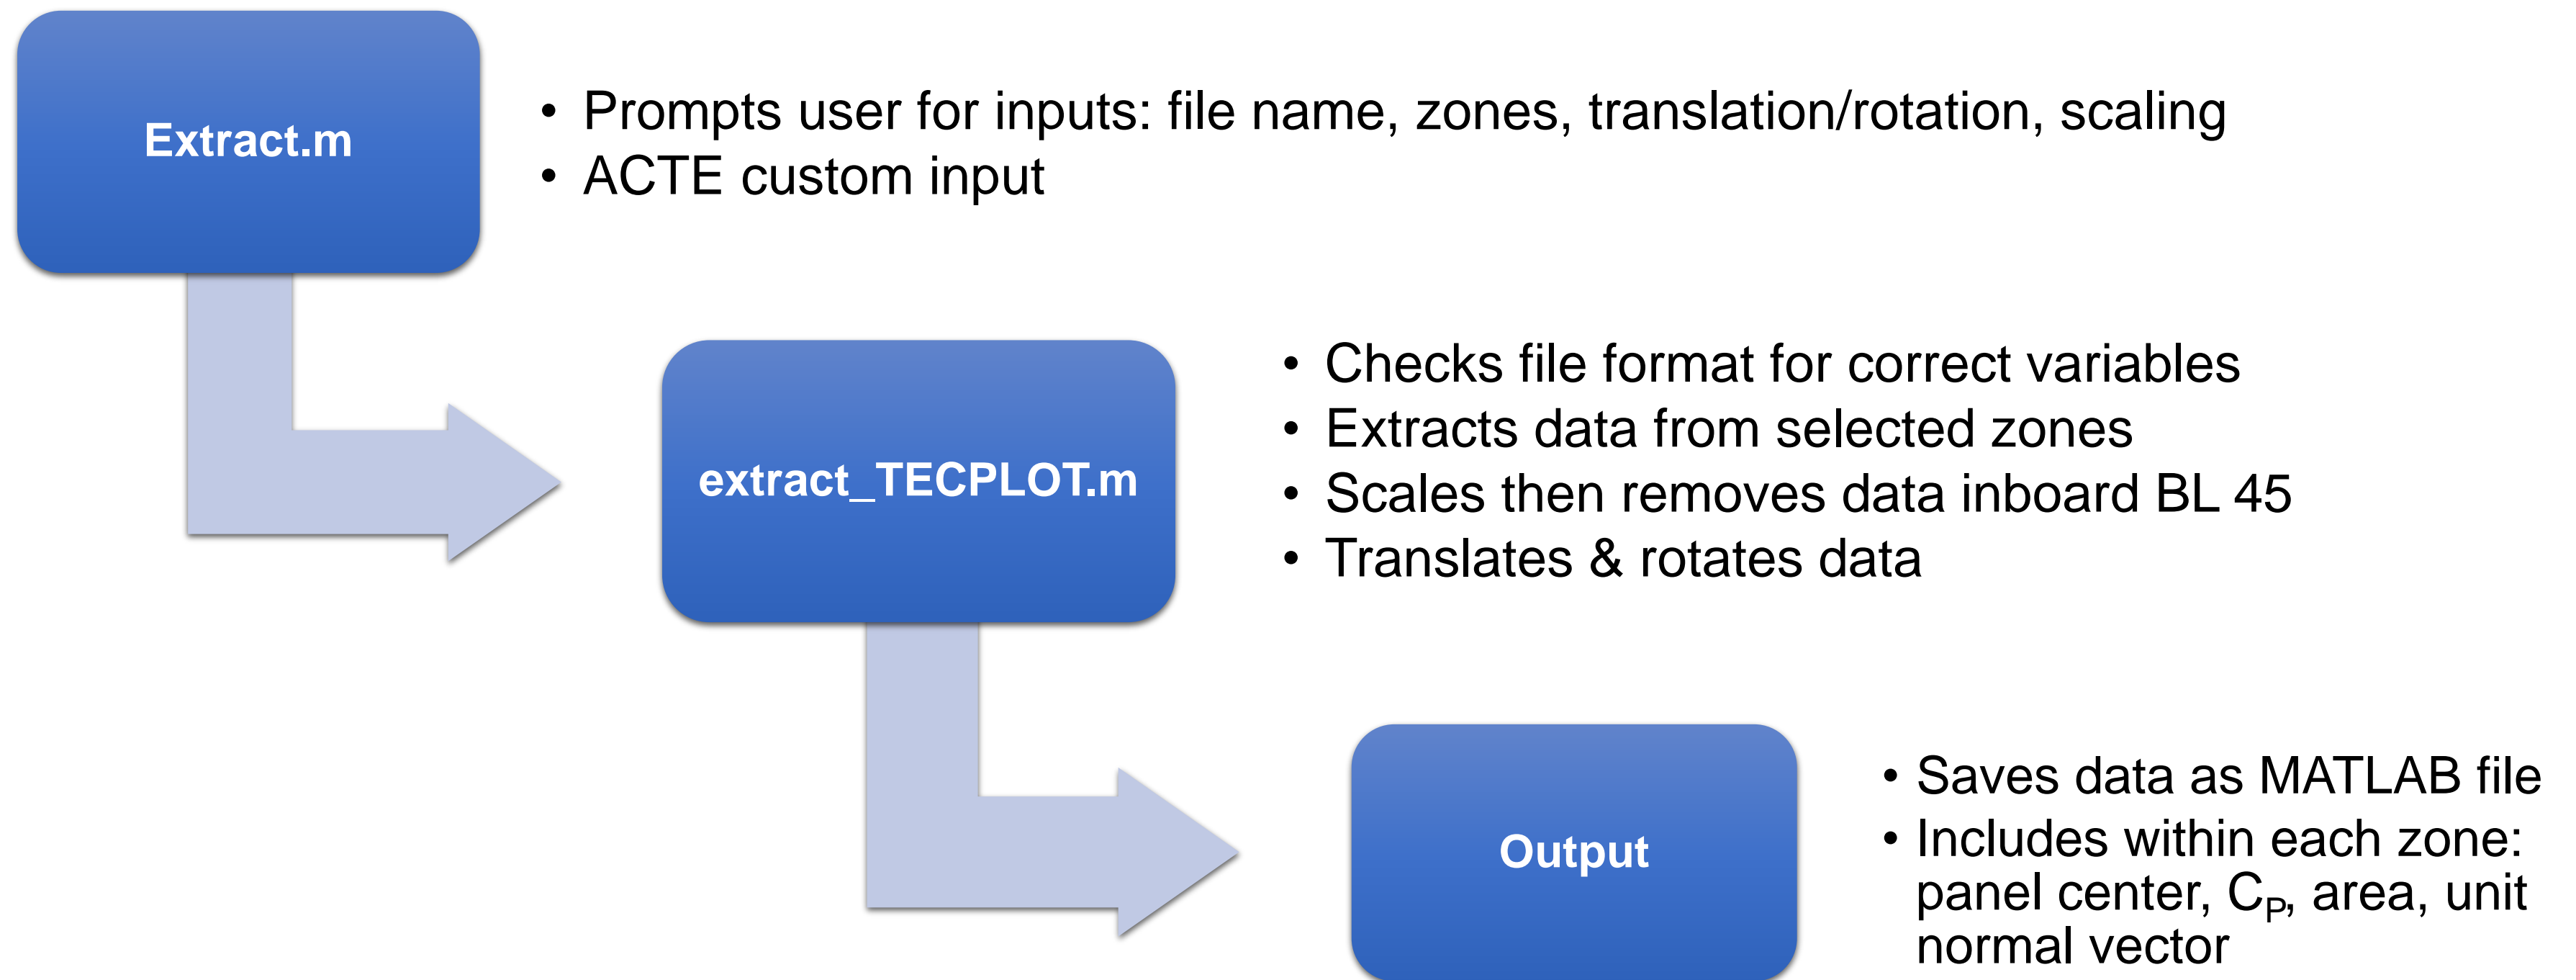 Extract.m
• Prompts user for inputs: file name, zones, translation/rotation, scaling
• ACTE custom input
extract_TECPLOT.m
• Checks file format for correct variables
• Extracts data from selected zones
• Scales then removes data inboard BL 45
• Translates & rotates data
Output
• Saves data as MATLAB file
• Includes within each zone:
panel center, C_P, area, unit
normal vector